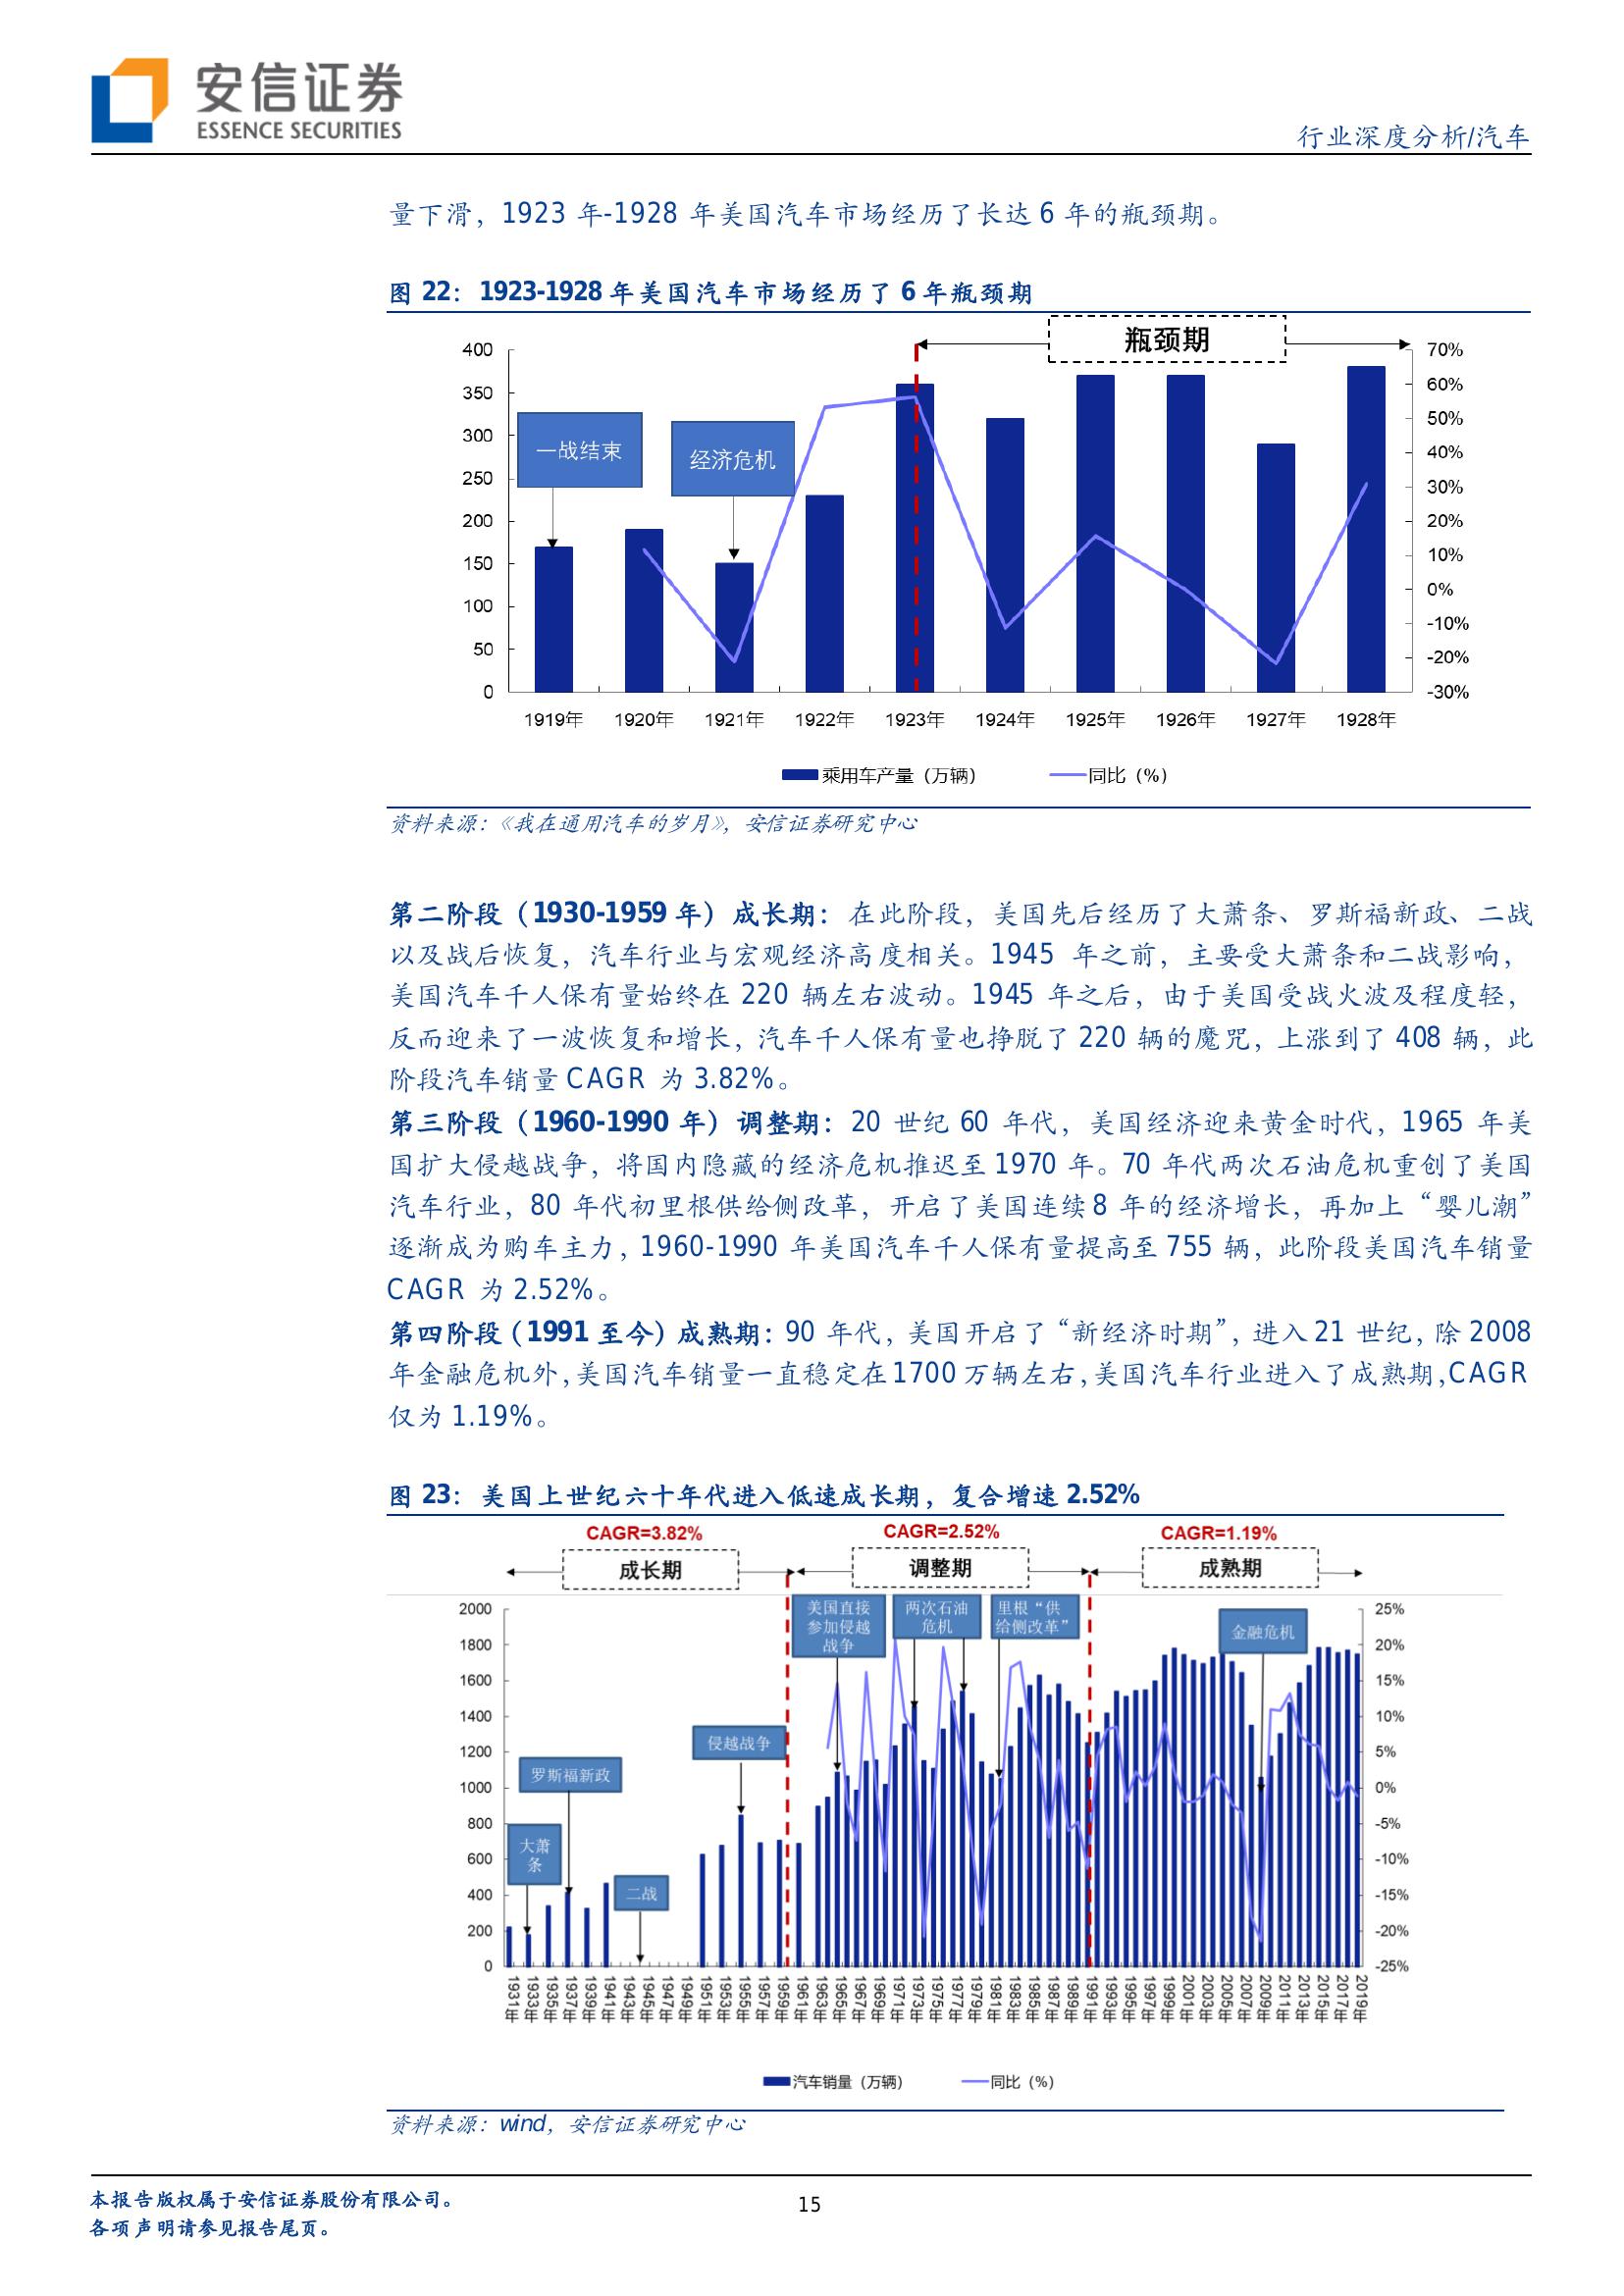 安信证券
ESSENCE SECURITIES
行业深度分析/汽车
量下滑，1923 年-1928 年美国汽车市场经历了长达 6 年的瓶颈期。
图 22：1923-1928 年美国汽车市场经历了 6 年瓶颈期
瓶颈期
400
350
300
250
200
150
100
50
0
70%
60%
50%
40%
30%
20%
10%
0%
-10%
-20%
-30%
一战结束
经济危机
1919年 1920年 1921年 1922年 1923年 1924年 1925年 1926年 1927年 1928年
乘用车产量（万辆） 同比（%）
资料来源：《我在通用汽车的岁月》，安信证券研究中心
第二阶段（1930-1959 年）成长期：在此阶段，美国先后经历了大萧条、罗斯福新政、二战
以及战后恢复，汽车行业与宏观经济高度相关。1945 年之前，主要受大萧条和二战影响，
美国汽车千人保有量始终在 220 辆左右波动。1945 年之后，由于美国受战火波及程度轻，
反而迎来了一波恢复和增长，汽车千人保有量也挣脱了 220 辆的魔咒，上涨到了 408 辆，此
阶段汽车销量 CAGR 为 3.82%。
第三阶段（1960-1990 年）调整期：20 世纪 60 年代，美国经济迎来黄金时代，1965 年美
国扩大侵越战争，将国内隐藏的经济危机推迟至 1970 年。70 年代两次石油危机重创了美国
汽车行业，80 年代初里根供给侧改革，开启了美国连续 8 年的经济增长，再加上“婴儿潮”
逐渐成为购车主力，1960-1990 年美国汽车千人保有量提高至 755 辆，此阶段美国汽车销量
CAGR 为 2.52%。
第四阶段（1991 至今）成熟期：90 年代，美国开启了“新经济时期”，进入 21 世纪，除 2008
年金融危机外，美国汽车销量一直稳定在 1700 万辆左右，美国汽车行业进入了成熟期，CAGR
仅为 1.19%。
图 23：美国上世纪六十年代进入低速成长期，复合增速 2.52%
CAGR=3.82% CAGR=2.52% CAGR=1.19%
成长期 调整期 成熟期
2000
1800
1600
1400
1200
1000
800
600
400
200
0
25%
20%
15%
10%
5%
0%
-5%
-10%
-15%
-20%
-25%
大萧
条
罗斯福新政
二战
侵越战争
美国直接
参加侵越
战争
两次石油
危机
里根“供
给侧改革”
金融危机
1931年 1933年 1935年 1937年 1939年 1941年 1943年 1945年 1947年 1949年 1951年 1953年 1955年 1957年 1959年 1961年 1963年 1965年 1967年 1969年 1971年 1973年 1975年 1977年 1979年 1981年 1983年 1985年 1987年 1989年 1991年 1993年 1995年 1997年 1999年 2001年 2003年 2005年 2007年 2009年 2011年 2013年 2015年 2017年 2019年
汽车销量（万辆） 同比（%）
资料来源：wind，安信证券研究中心
本报告版权属于安信证券股份有限公司。
各项声明请参见报告尾页。
15